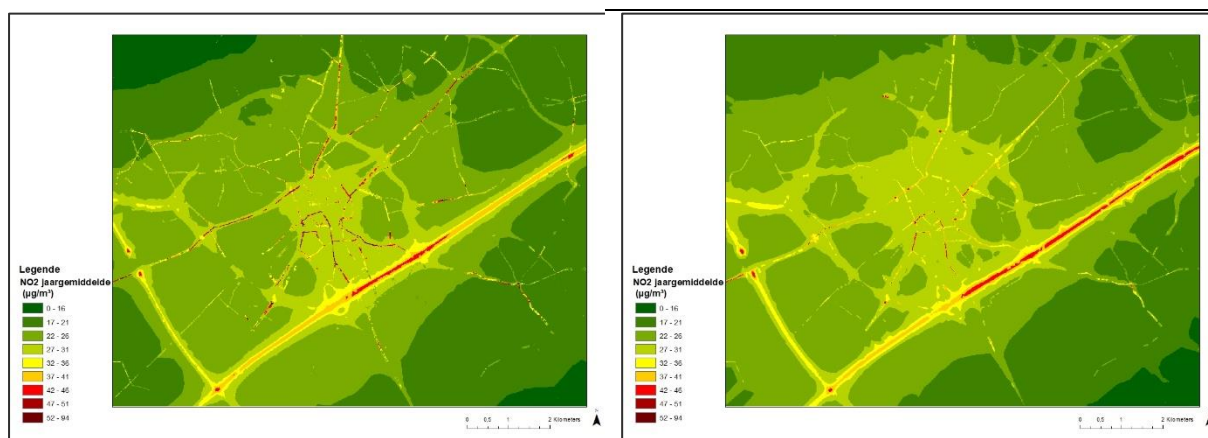 Legende
NO2 jaargemiddelde
(µg/m³)
0 - 16
17 - 21
22 - 26
27 - 31
32 - 36
37 - 41
42 - 46
47 - 51
52 - 94
0 0,5 1 2 Kilometers
Legende
NO2 jaargemiddelde
(µg/m³)
0 - 16
17 - 21
22 - 26
27 - 31
32 - 36
37 - 41
42 - 46
47 - 51
52 - 94
0 0,5 1 2 Kilometers